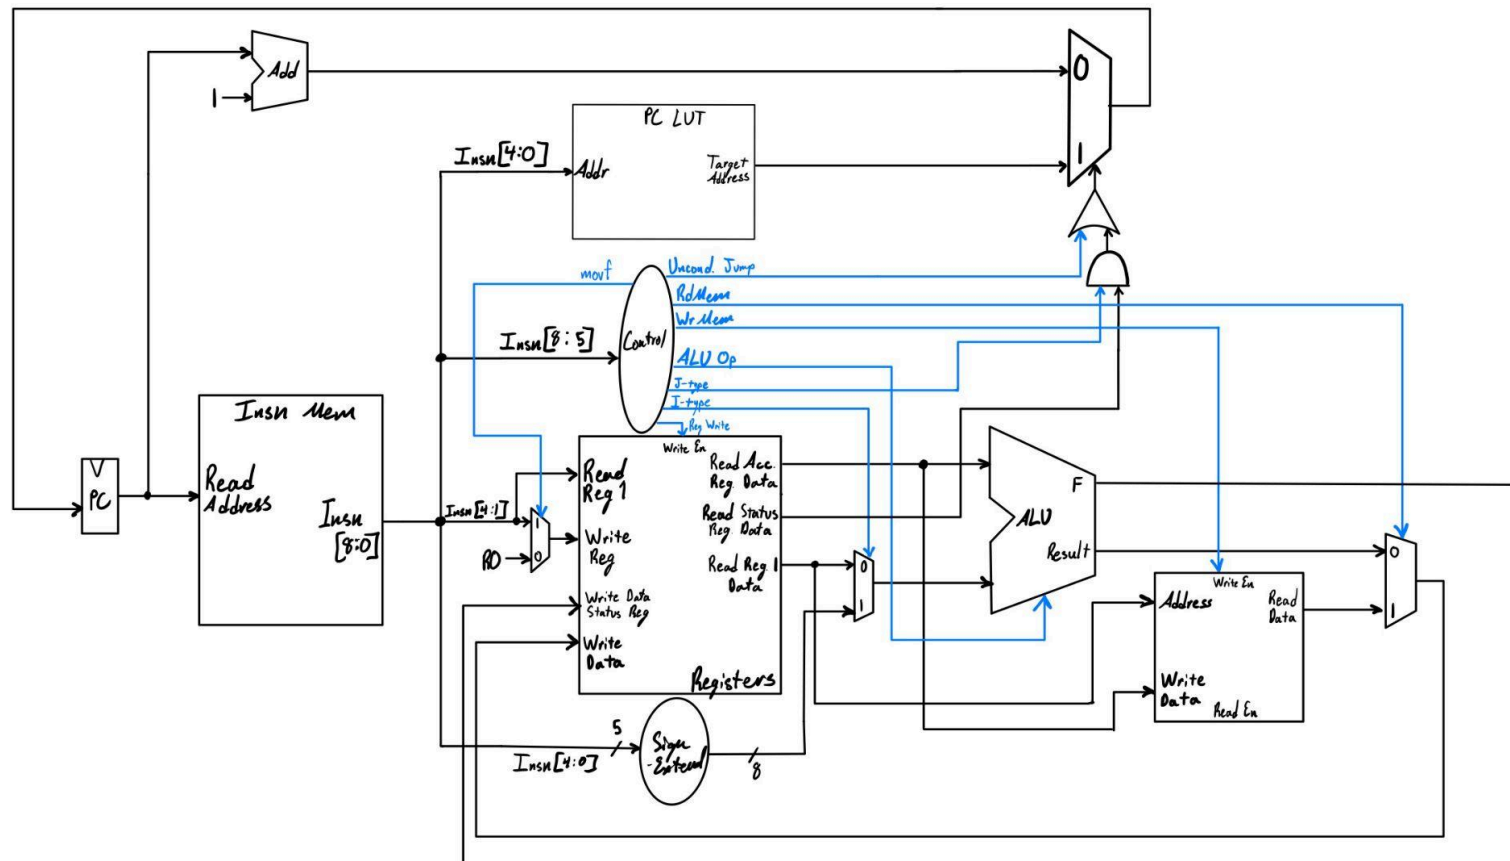 Add
1
0
1
PC LUT
Insn[4:0]
Addr
Target
Address
movf
Uncond. Jump
RdMem
WrMem
Insn[8:5]
Control
ALU Op
J-type
I-type
Reg Write
Insn Mem
Read
Address
Insn
[8:0]
PC
Insn[4:1]
1
0
R0
Write En
Read
Reg 1
Write
Reg
Write Data
Status Reg
Write
Data
Read Acc.
Reg. Data
Read Status
Reg. Data
Read Reg. 1
Data
Registers
0
1
ALU
F
Result
Write En
Address
Read
Data
Write
Data
Read En
0
1
5
Insn[4:0]
Sign
-Extend
8